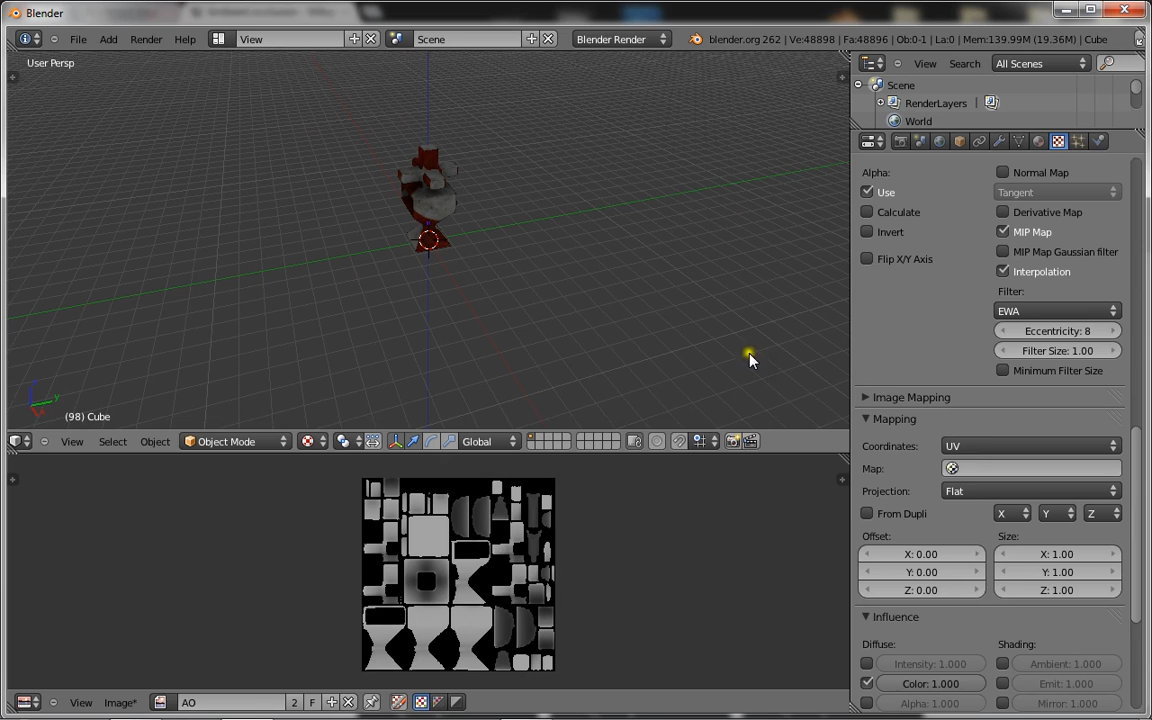 Blender
File Add Render Help View Scene Blender Render blender.org 262 | Ve:48898 | Fa:48896 | Ob:0-1 | La:0 | Mem:139.99M (19.36M) | Cube
User Persp
(98) Cube
View Select Object Object Mode Global
View Image* AO 2 F
View Search All Scenes
Scene
RenderLayers |
World
Alpha: Normal Map
Use Tangent
Calculate Derivative Map
Invert MIP Map
MIP Map Gaussian filter
Flip X/Y Axis Interpolation
Filter:
EWA
Eccentricity: 8
Filter Size: 1.00
Minimum Filter Size
Image Mapping
Mapping
Coordinates: UV
Map:
Projection: Flat
From Dupli X Y Z
Offset: Size:
X: 0.00 X: 1.00
Y: 0.00 Y: 1.00
Z: 0.00 Z: 1.00
Influence
Diffuse: Shading:
Intensity: 1.000 Ambient: 1.000
Color: 1.000 Emit: 1.000
Alpha: 1.000 Mirror: 1.000